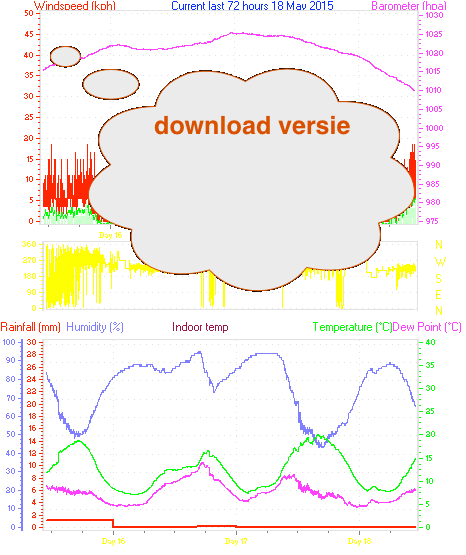 Windspeed (kph) Current last 72 hours 18 May 2015 Barometer (hpa)
50 1030
45 1025
40 1020
35 1015
30 1010
25 1005
20 1000
15 995
10 990
5 985
0 980
975
download versie
Day 16
360 N
270 W
180 S
90 E
0 N
Rainfall (mm) Humidity (%) Indoor temp Temperature (°C) Dew Point (°C)
100 30 40
90 28 35
80 26 30
70 24 25
60 22 20
50 20 15
40 18 10
30 16 5
20 14 0
10 12
0 10
8
6
4
2
0
Day 16 Day 17 Day 18